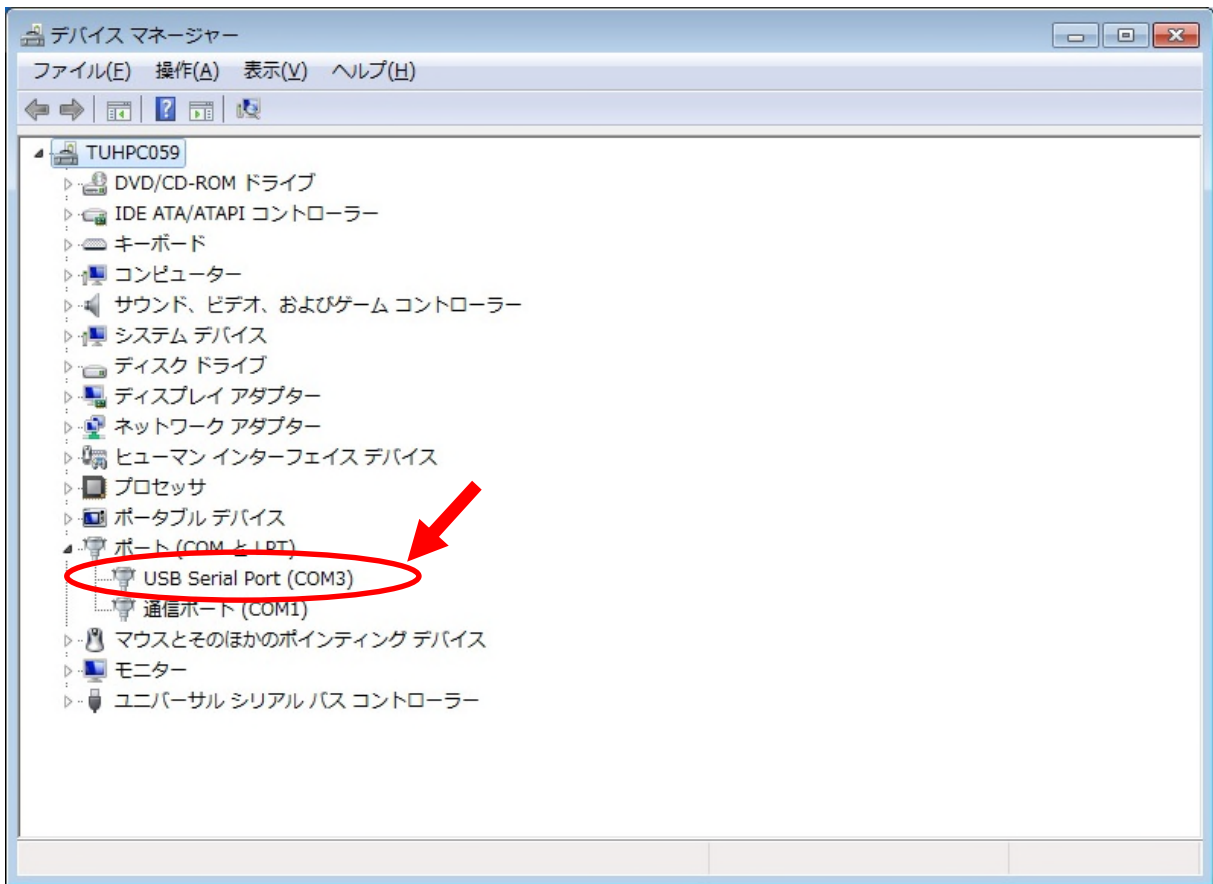 デバイス マネージャー
ファイル(F) 操作(A) 表示(V) ヘルプ(H)
TUHPC059
DVD/CD-ROM ドライブ
IDE ATA/ATAPI コントローラー
キーボード
コンピューター
サウンド、ビデオ、およびゲーム コントローラー
システム デバイス
ディスク ドライブ
ディスプレイ アダプター
ネットワーク アダプター
ヒューマン インターフェイス デバイス
プロセッサ
ポータブル デバイス
ポート (COM と LPT)
USB Serial Port (COM3)
通信ポート (COM1)
マウスとそのほかのポインティング デバイス
モニター
ユニバーサル シリアル バス コントローラー